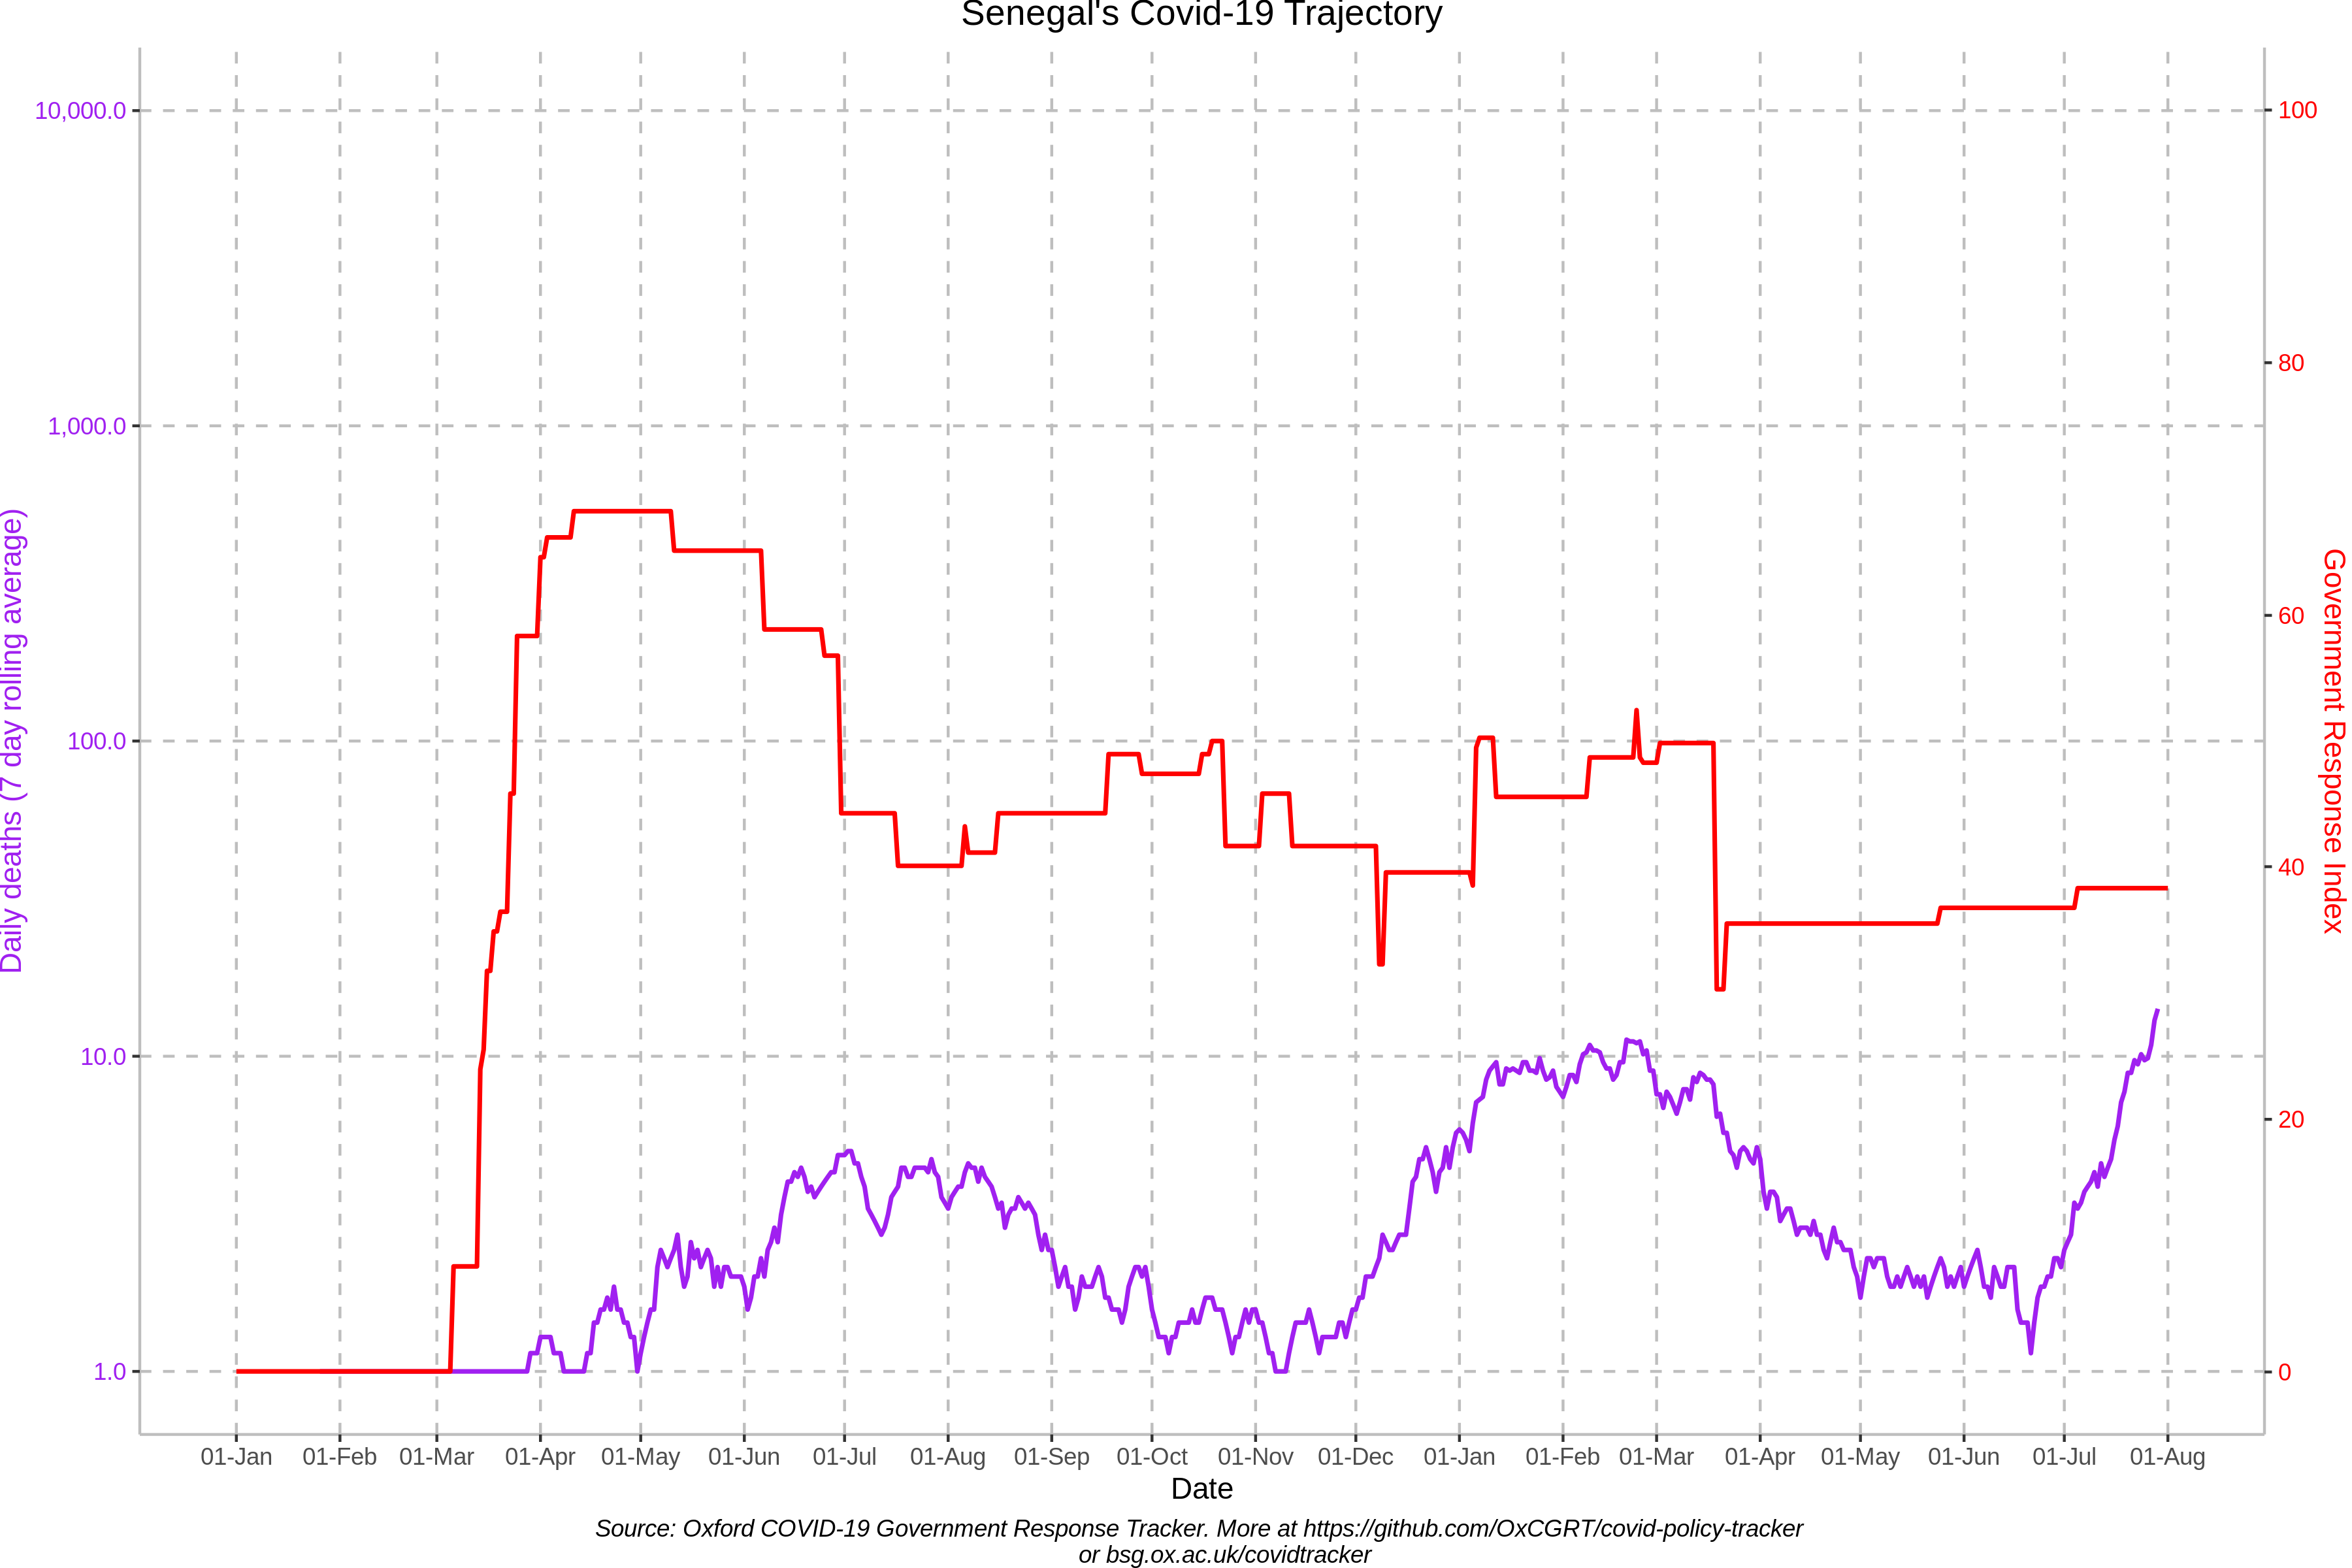 Senegal's Covid-19 Trajectory
10,000.0
1,000.0
100.0
10.0
1.0
Daily deaths (7 day rolling average)
100
80
60
40
20
0
Government Response Index
01-Jan 01-Feb 01-Mar 01-Apr 01-May 01-Jun 01-Jul 01-Aug 01-Sep 01-Oct 01-Nov 01-Dec 01-Jan 01-Feb 01-Mar 01-Apr 01-May 01-Jun 01-Jul 01-Aug
Date
Source: Oxford COVID-19 Government Response Tracker. More at https://github.com/OxCGRT/covid-policy-tracker
or bsg.ox.ac.uk/covidtracker